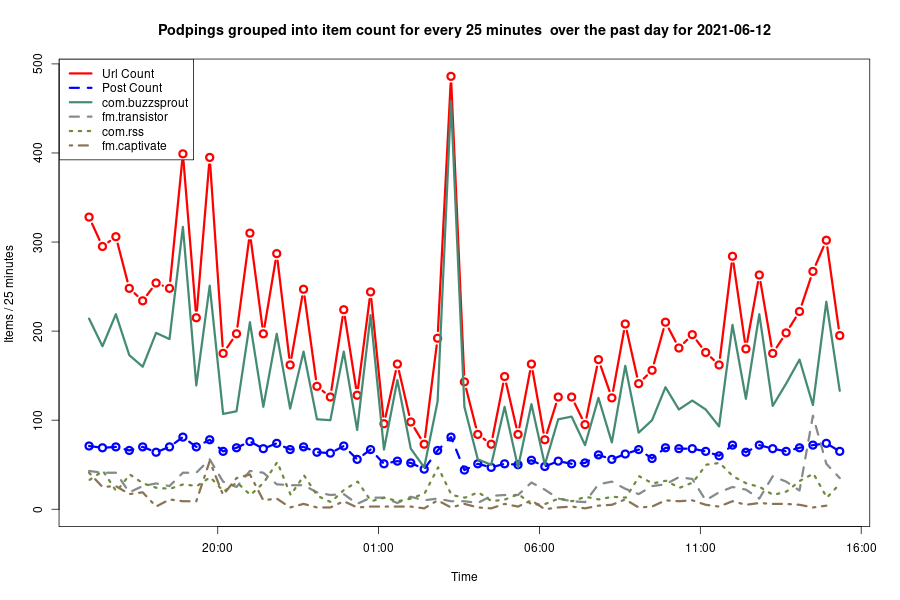 Podpings grouped into item count for every 25 minutes  over the past day for 2021-06-12
Items / 25 minutes
500
400
300
200
100
0
Url Count
Post Count
com.buzzsprout
fm.transistor
com.rss
fm.captivate
20:00
01:00
06:00
11:00
16:00
Time